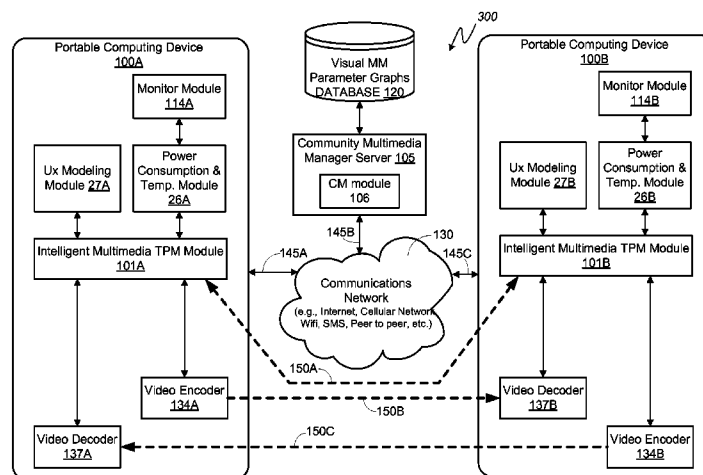 300
Portable Computing Device
100A
Monitor Module
114A
Ux Modeling
Module 27A
Power
Consumption &
Temp. Module
26A
Intelligent Multimedia TPM Module
101A
Video Encoder
134A
Video Decoder
137A
Visual MM
Parameter Graphs
DATABASE 120
Community Multimedia
Manager Server 105
CM module
106
145B
130
145A
145C
Communications
Network
(e.g., Internet, Cellular Network,
Wifi, SMS, Peer to peer, etc.)
150A
150B
150C
Portable Computing Device
100B
Monitor Module
114B
Ux Modeling
Module 27B
Power
Consumption &
Temp. Module
26B
Intelligent Multimedia TPM Module
101B
Video Decoder
137B
Video Encoder
134B